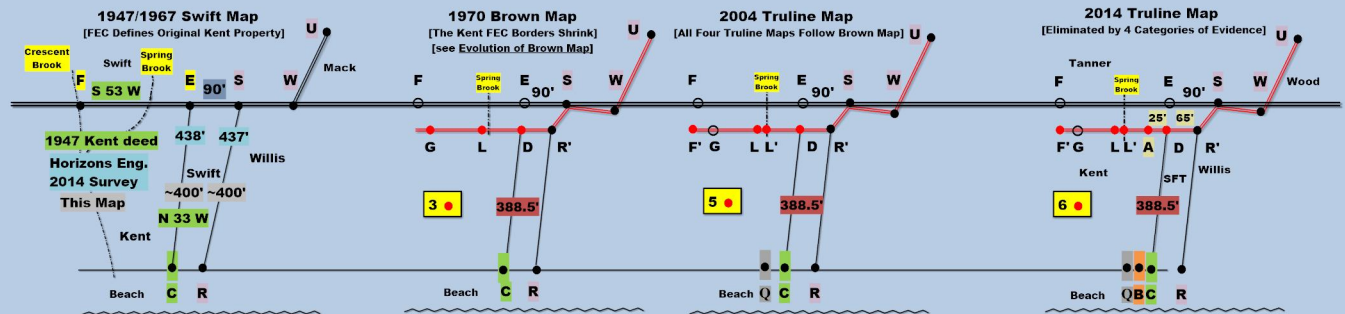 1947/1967 Swift Map
[FEC Defines Original Kent Property]
U
Crescent
Brook
Swift
Spring
Brook
Mack
F
S 53 W
E
90'
S
W
438'
437'
1947 Kent deed
Horizons Eng.
2014 Survey
This Map
Willis
Swift
~400'
~400'
N 33 W
Kent
Beach
C
R
1970 Brown Map
[The Kent FEC Borders Shrink]
[see Evolution of Brown Map]
U
F
Spring
Brook
E
90'
S
W
G
L
D
R'
3
388.5'
Beach
C
R
2004 Truline Map
[All Four Truline Maps Follow Brown Map]
U
F
Spring
Brook
E
90'
S
W
F'
G
L
L'
D
R'
5
388.5'
Beach
Q
C
R
2014 Truline Map
[Eliminated by 4 Categories of Evidence]
U
Tanner
F
Spring
Brook
E
90'
S
W
Wood
25'
65'
F'
G
L
L'
A
D
R'
Kent
SFT
Willis
6
388.5'
Beach
Q
B
C
R